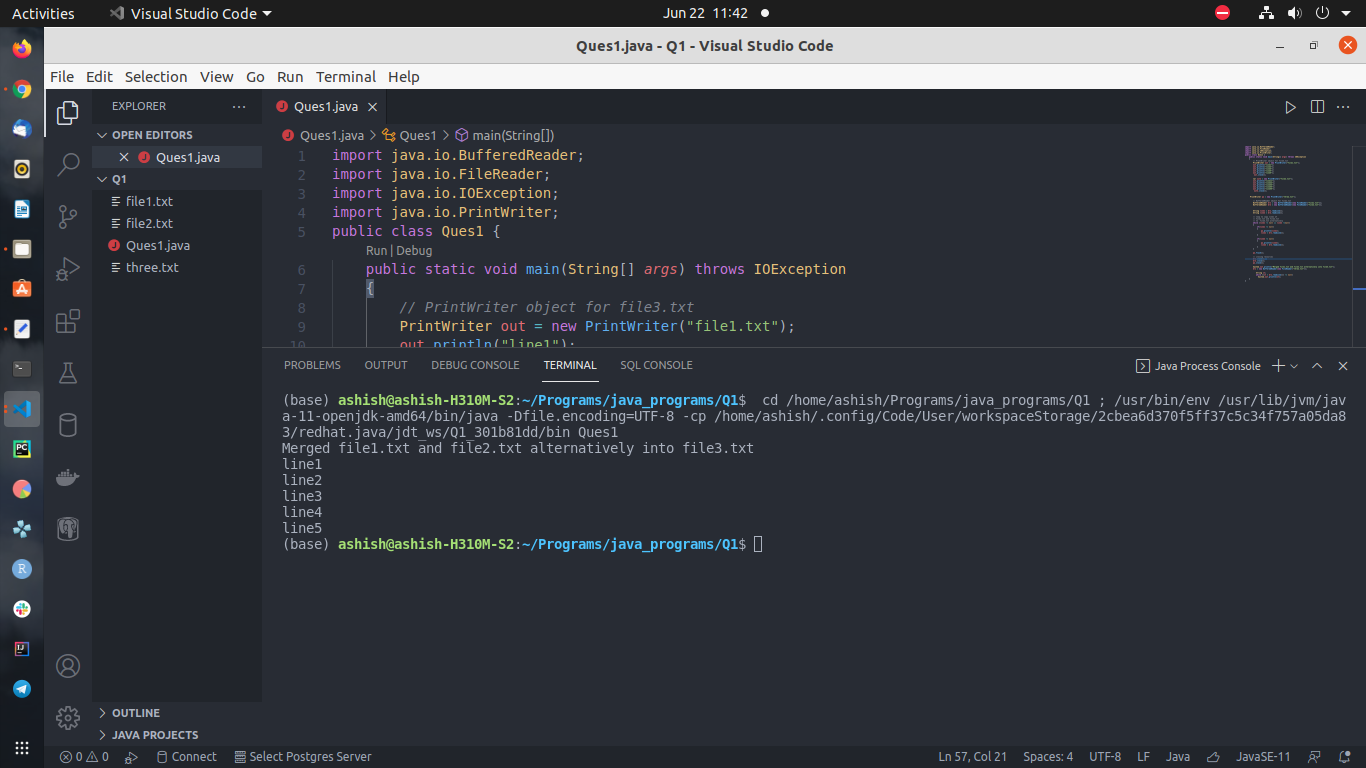 Activities
Visual Studio Code
Jun 22 11:42
Ques1.java - Q1 - Visual Studio Code
File Edit Selection View Go Run Terminal Help
EXPLORER
OPEN EDITORS
Ques1.java
Q1
file1.txt
file2.txt
Ques1.java
three.txt
OUTLINE
JAVA PROJECTS
Ques1.java
Ques1.java > Ques1 > main(String[])
1 import java.io.BufferedReader;
2 import java.io.FileReader;
3 import java.io.IOException;
4 import java.io.PrintWriter;
5 public class Ques1 {
Run | Debug
6 public static void main(String[] args) throws IOException
7 {
8 // PrintWriter object for file3.txt
9 PrintWriter out = new PrintWriter("file1.txt");
10 out.println("line1");
PROBLEMS OUTPUT DEBUG CONSOLE TERMINAL SQL CONSOLE
Java Process Console
(base) ashish@ashish-H310M-S2:~/Programs/java_programs/Q1$  cd /home/ashish/Programs/java_programs/Q1 ; /usr/bin/env /usr/lib/jvm/jav
a-11-openjdk-amd64/bin/java -Dfile.encoding=UTF-8 -cp /home/ashish/.config/Code/User/workspaceStorage/2cbea6d370f5ff37c5c34f757a05da8
3/redhat.java/jdt_ws/Q1_301b81dd/bin Ques1
Merged file1.txt and file2.txt alternatively into file3.txt
line1
line2
line3
line4
line5
(base) ashish@ashish-H310M-S2:~/Programs/java_programs/Q1$
0 0
Connect
Select Postgres Server
Ln 57, Col 21
Spaces: 4
UTF-8
LF
Java
JavaSE-11